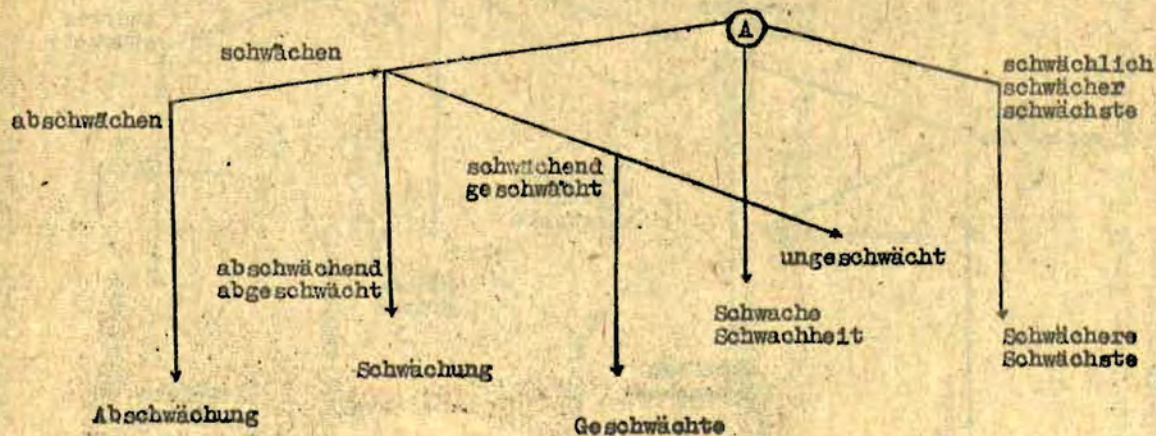 A
schwächen
schwächlich
schwächer
schwächste
abschwächen
schwächend
geschwächt
ungeschwächt
abschwächend
abgeschwächt
Schwache
Schwachheit
Schwächere
Schwächste
Schwächung
Abschwächung
Geschwächte